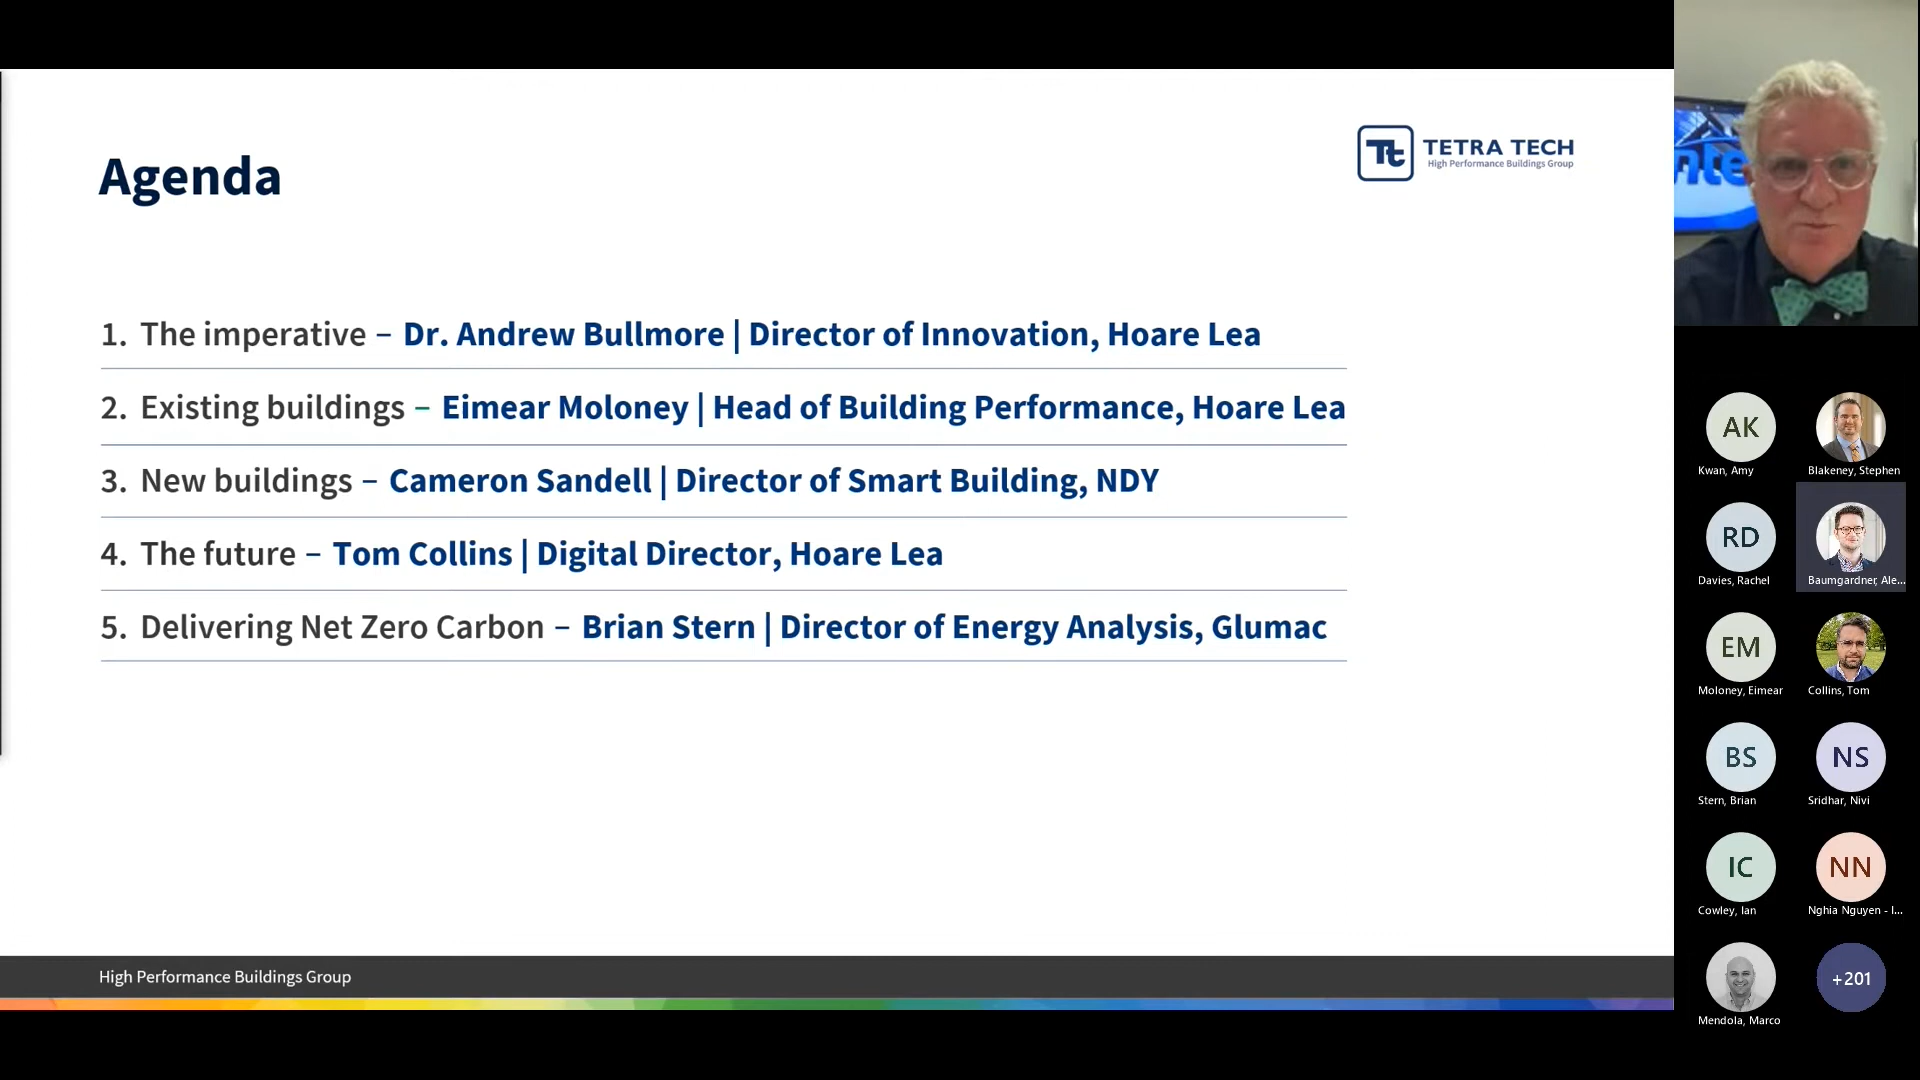 Agenda
Tt
TETRA TECH
High Performance Buildings Group
1. The imperative – Dr. Andrew Bullmore | Director of Innovation, Hoare Lea
2. Existing buildings – Eimear Moloney | Head of Building Performance, Hoare Lea
3. New buildings – Cameron Sandell | Director of Smart Building, NDY
4. The future – Tom Collins | Digital Director, Hoare Lea
5. Delivering Net Zero Carbon – Brian Stern | Director of Energy Analysis, Glumac
High Performance Buildings Group
nte
AK
Kwan, Amy
Blakeney, Stephen
RD
Davies, Rachel
Baumgardner, Ale...
EM
Moloney, Eimear
Collins, Tom
BS
Stern, Brian
NS
Sridhar, Nivi
IC
Cowley, Ian
NN
Nghia Nguyen - I...
Mendola, Marco
+201